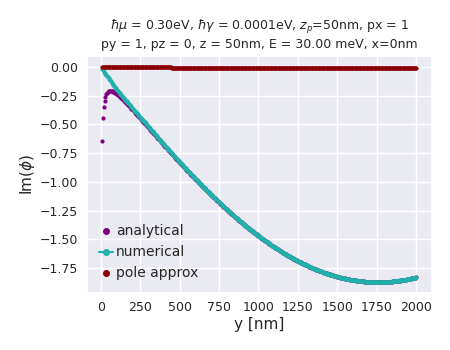 ℏμ = 0.30eV, ℏγ = 0.0001eV, z_p=50nm, px = 1
py = 1, pz = 0, z = 50nm, E = 30.00 meV, x=0nm
Im(ϕ)
0.00
−0.25
−0.50
−0.75
−1.00
−1.25
−1.50
−1.75
analytical
numerical
pole approx
0 250 500 750 1000 1250 1500 1750 2000
y [nm]